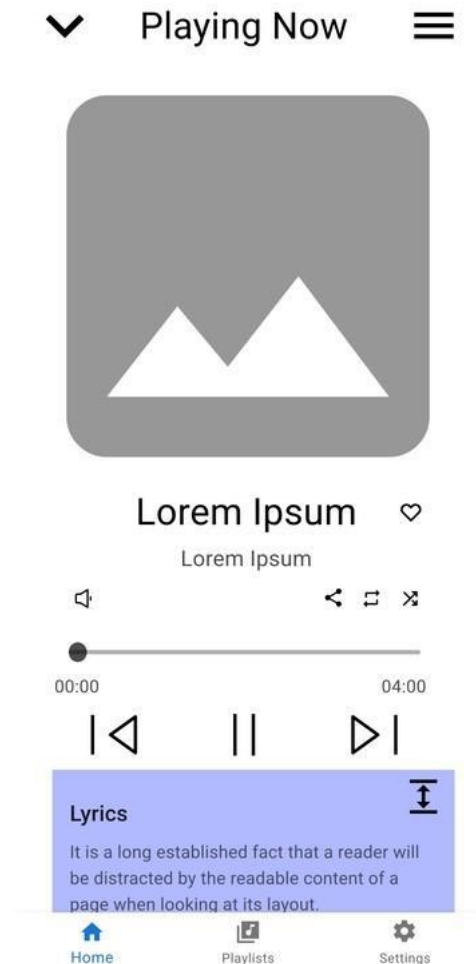 Playing Now
Lorem Ipsum
Lorem Ipsum
00:00 04:00
Lyrics
It is a long established fact that a reader will
be distracted by the readable content of a
page when looking at its layout.
Home Playlists Settings